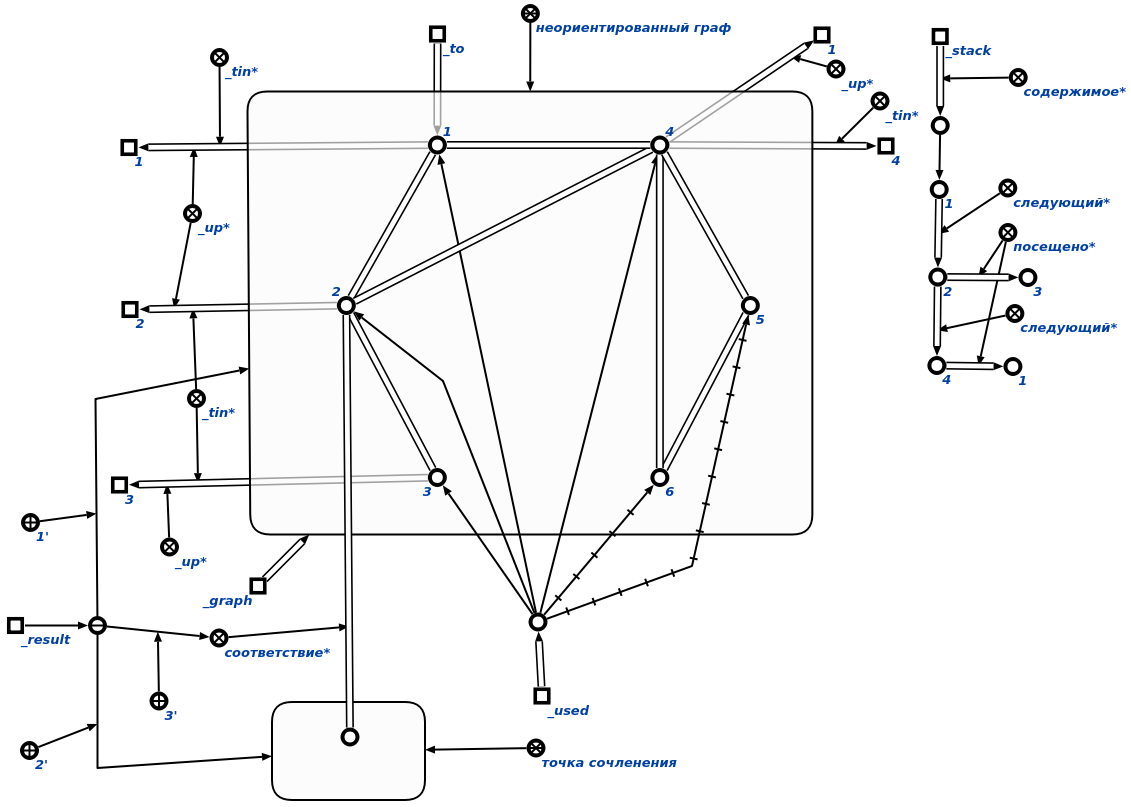 неориентированный граф
_to
1
_stack
_tin*
_up*
содержимое*
_tin*
1
4
1
4
_up*
следующий*
1
посещено*
2
2
3
2
5
следующий*
4
1
_tin*
3
3
6
1'
_up*
_graph
_result
соответствие*
_used
3'
2'
точка сочленения